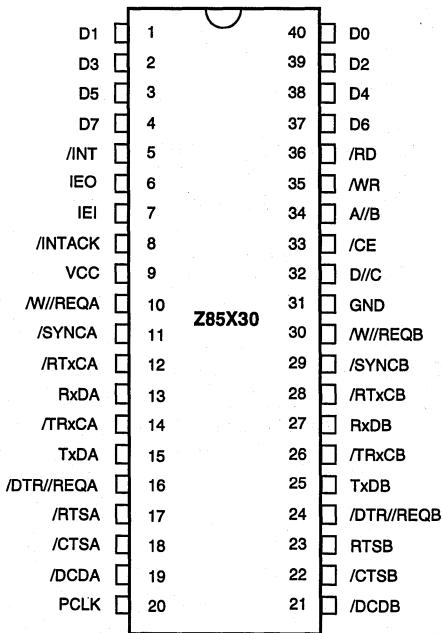 D1 1 40 D0
D3 2 39 D2
D5 3 38 D4
D7 4 37 D6
/INT 5 36 /RD
IEO 6 35 /WR
IEI 7 34 A//B
/INTACK 8 33 /CE
VCC 9 32 D//C
/W//REQA 10 31 GND
Z85X30
/SYNCA 11 30 /W//REQB
/RTxCA 12 29 /SYNCB
RxDA 13 28 /RTxCB
/TRxCA 14 27 RxDB
TxDA 15 26 /TRxCB
/DTR//REQA 16 25 TxDB
/RTSA 17 24 /DTR//REQB
/CTSA 18 23 RTSB
/DCDA 19 22 /CTSB
PCLK 20 21 /DCDB